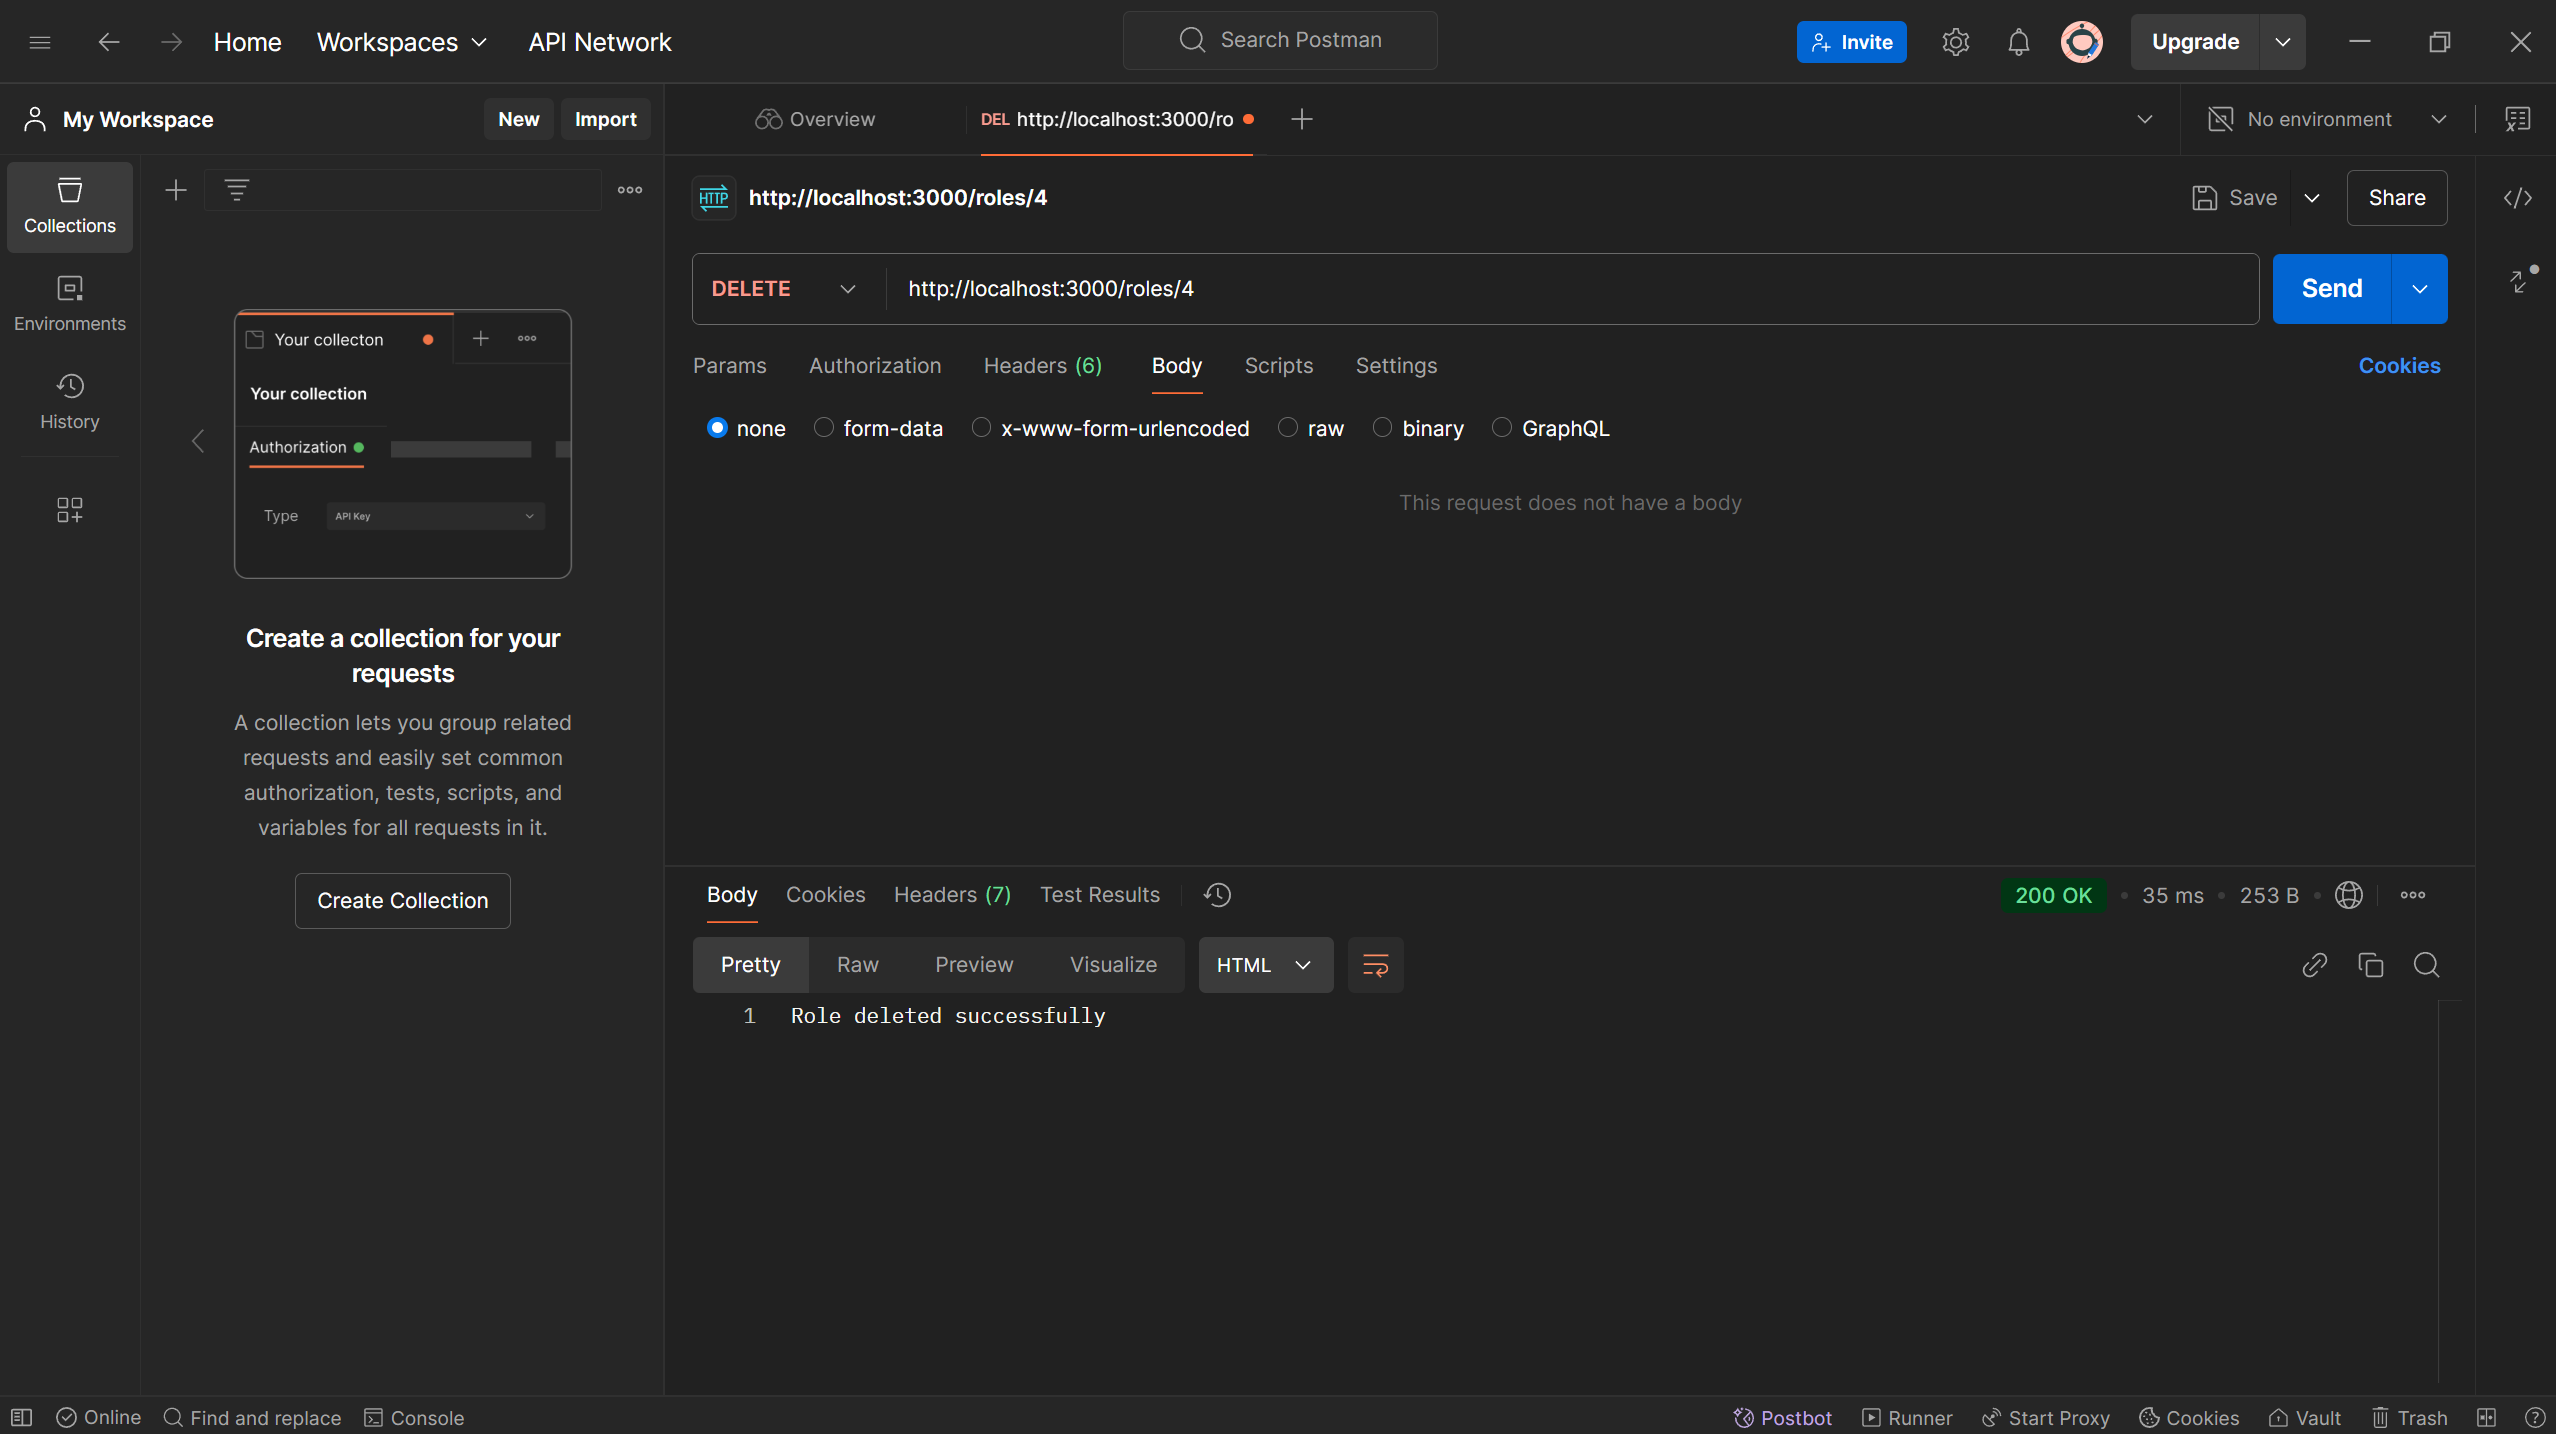 Home Workspaces API Network Search Postman Invite Upgrade
My Workspace New Import Overview DEL http://localhost:3000/ro No environment
Collections
Environments
History
Your collecton
Your collection
Authorization
Type API Key
Create a collection for your
requests
A collection lets you group related
requests and easily set common
authorization, tests, scripts, and
variables for all requests in it.
Create Collection
HTTP http://localhost:3000/roles/4 Save Share
DELETE http://localhost:3000/roles/4 Send
Params Authorization Headers (6) Body Scripts Settings Cookies
none form-data x-www-form-urlencoded raw binary GraphQL
This request does not have a body
Body Cookies Headers (7) Test Results 200 OK • 35 ms • 253 B •
Pretty Raw Preview Visualize HTML
1 Role deleted successfully
Online Find and replace Console Postbot Runner Start Proxy Cookies Vault Trash